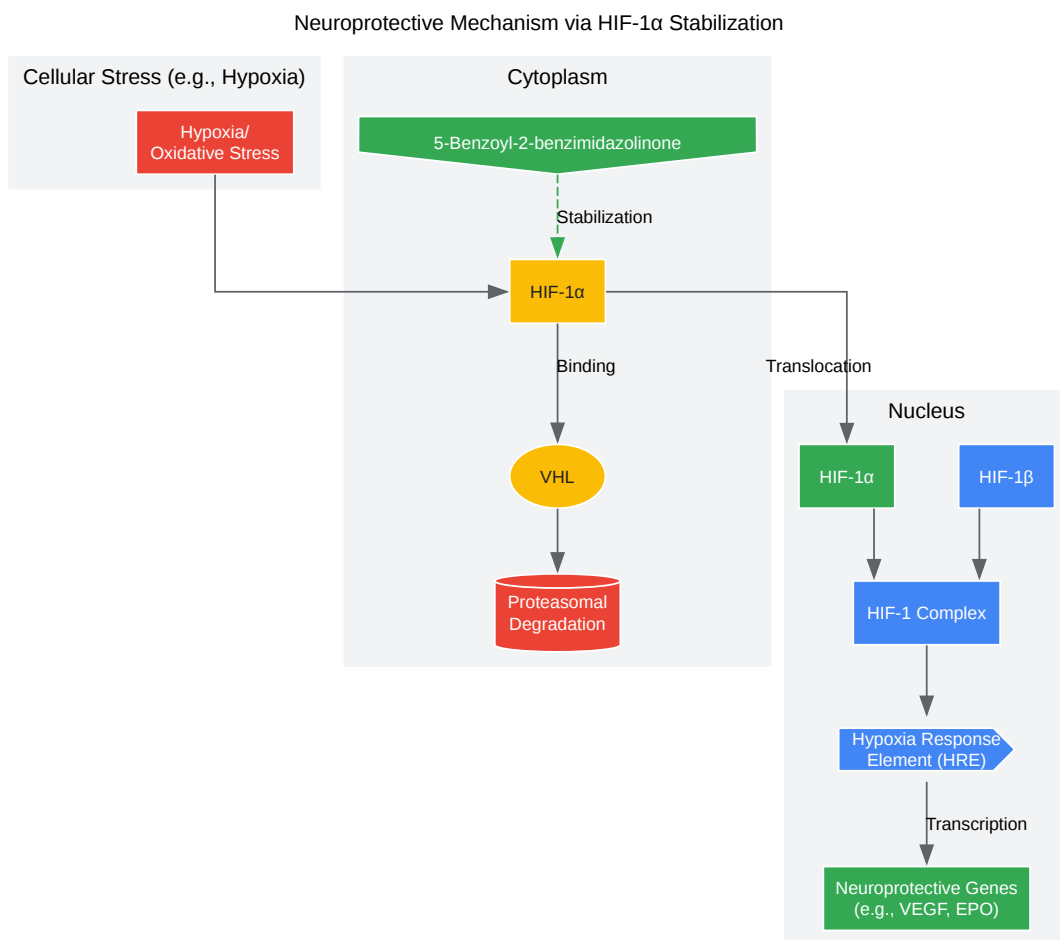 Neuroprotective Mechanism via HIF-1α Stabilization
Cellular Stress (e.g., Hypoxia)
Hypoxia/
Oxidative Stress
Cytoplasm
5-Benzoyl-2-benzimidazolinone
Stabilization
HIF-1α
Binding
VHL
Proteasomal
Degradation
Translocation
Nucleus
HIF-1α
HIF-1β
HIF-1 Complex
Hypoxia Response
Element (HRE)
Transcription
Neuroprotective Genes
(e.g., VEGF, EPO)